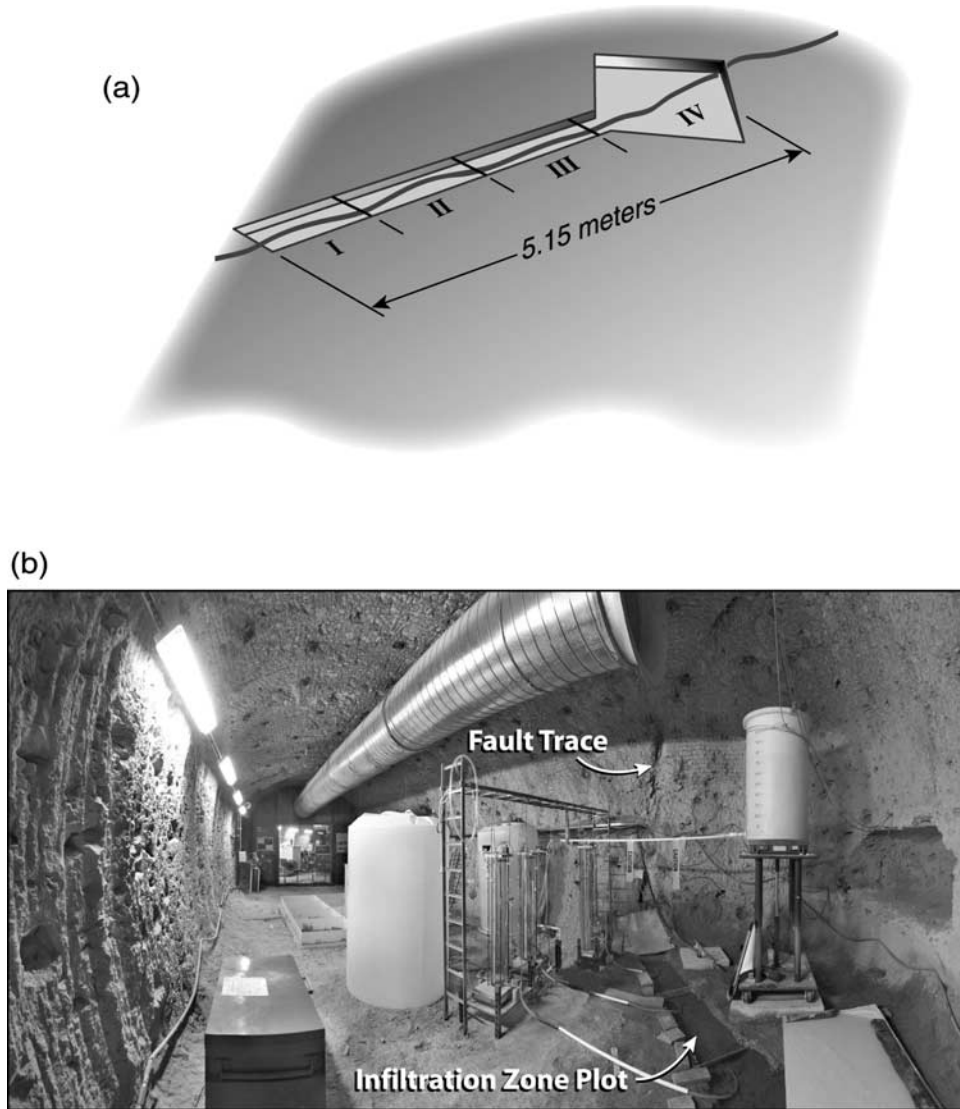 (a)
I
II
III
IV
5.15 meters
(b)
Fault Trace
Infiltration Zone Plot